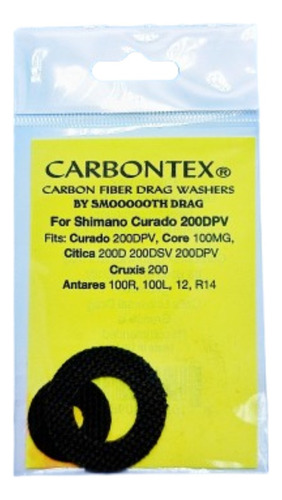 CARBONTEX®
CARBON FIBER DRAG WASHERS
BY SMOOOOOTH DRAG
For Shimano Curado 200DPV
Fits: Curado 200DPV, Core 100MG,
Citica 200D 200DSV 200DPV
Cruxis 200
Antares 100R, 100L, 12, R14